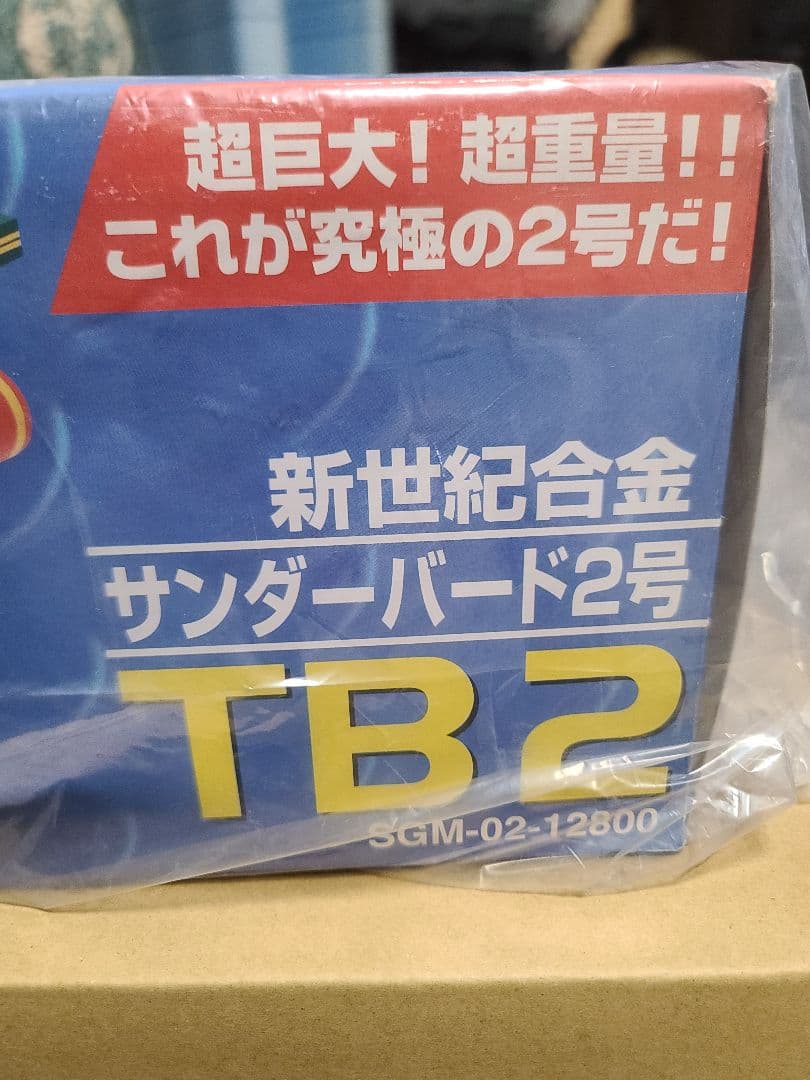 超巨大！超重量！！
これが究極の2号だ！
新世紀合金
サンダーバード2号
TB2
SGM-02-12800